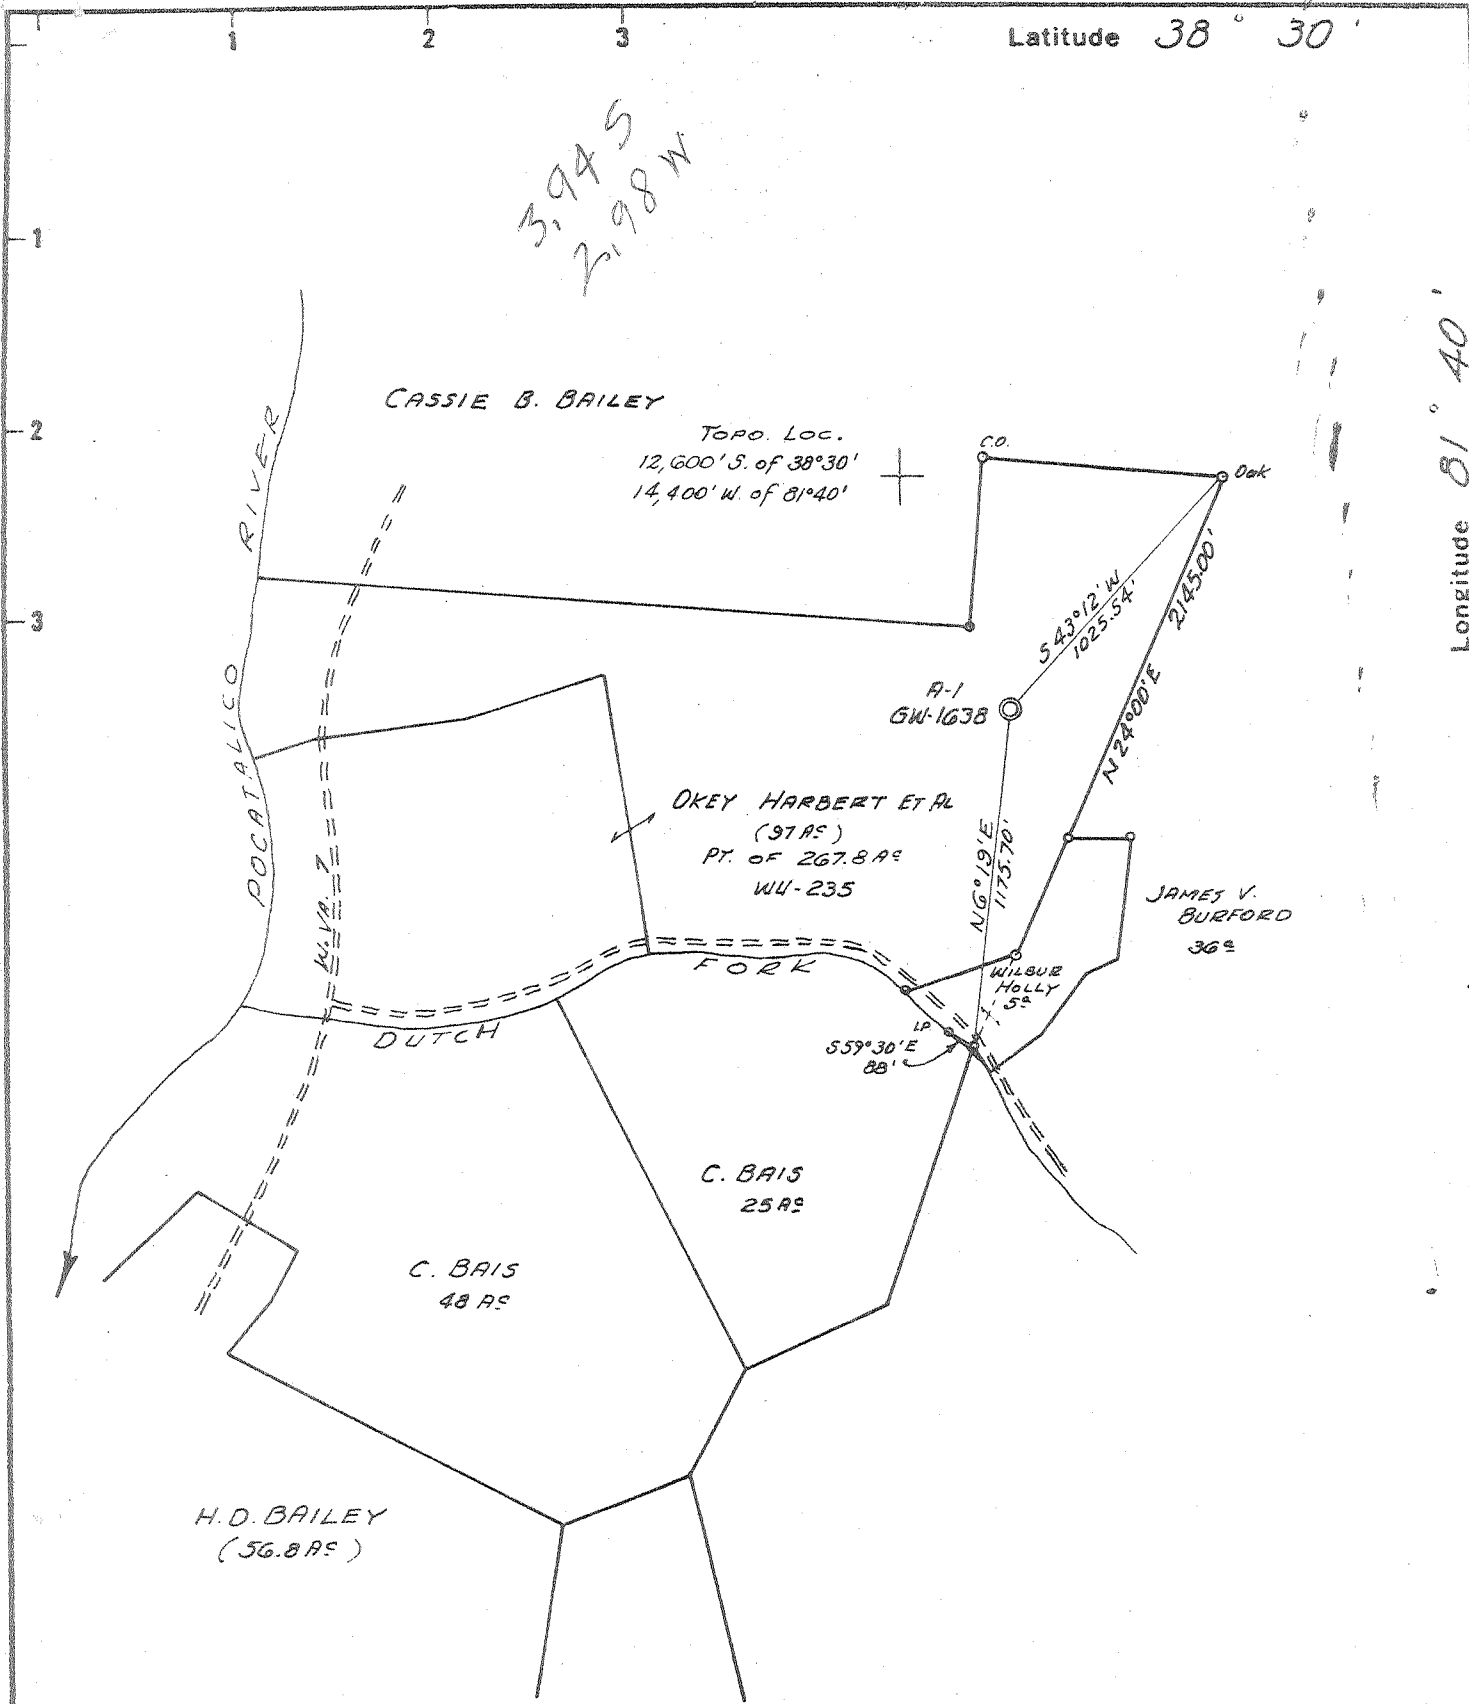 1 2 3
Latitude 38° 30'
3.94 S
2.98 W
1
2
3
Longitude 81° 40'
CASSIE B. BAILEY
TOPO. LOC.
12,600' S. of 38°30'
14,400' W. of 81°40'
C.O.
Oak
POCATALICO RIVER
S 43°12' W
1025.54'
N 24°00' E 2145.00'
A-1
GW-1638
OKEY HARBERT ET AL
(97 Ac)
PT. OF 267.8 Ac
WU-235
N 6°19' E
1175.70'
JAMES V.
BURFORD
36a
W.VA. 7
DUTCH FORK
WILBUR
HOLLY
5a
LP
S 59°30' E
88'
C. BAIS
25 Ac
C. BAIS
48 Ac
H.D. BAILEY
(56.8 Ac)